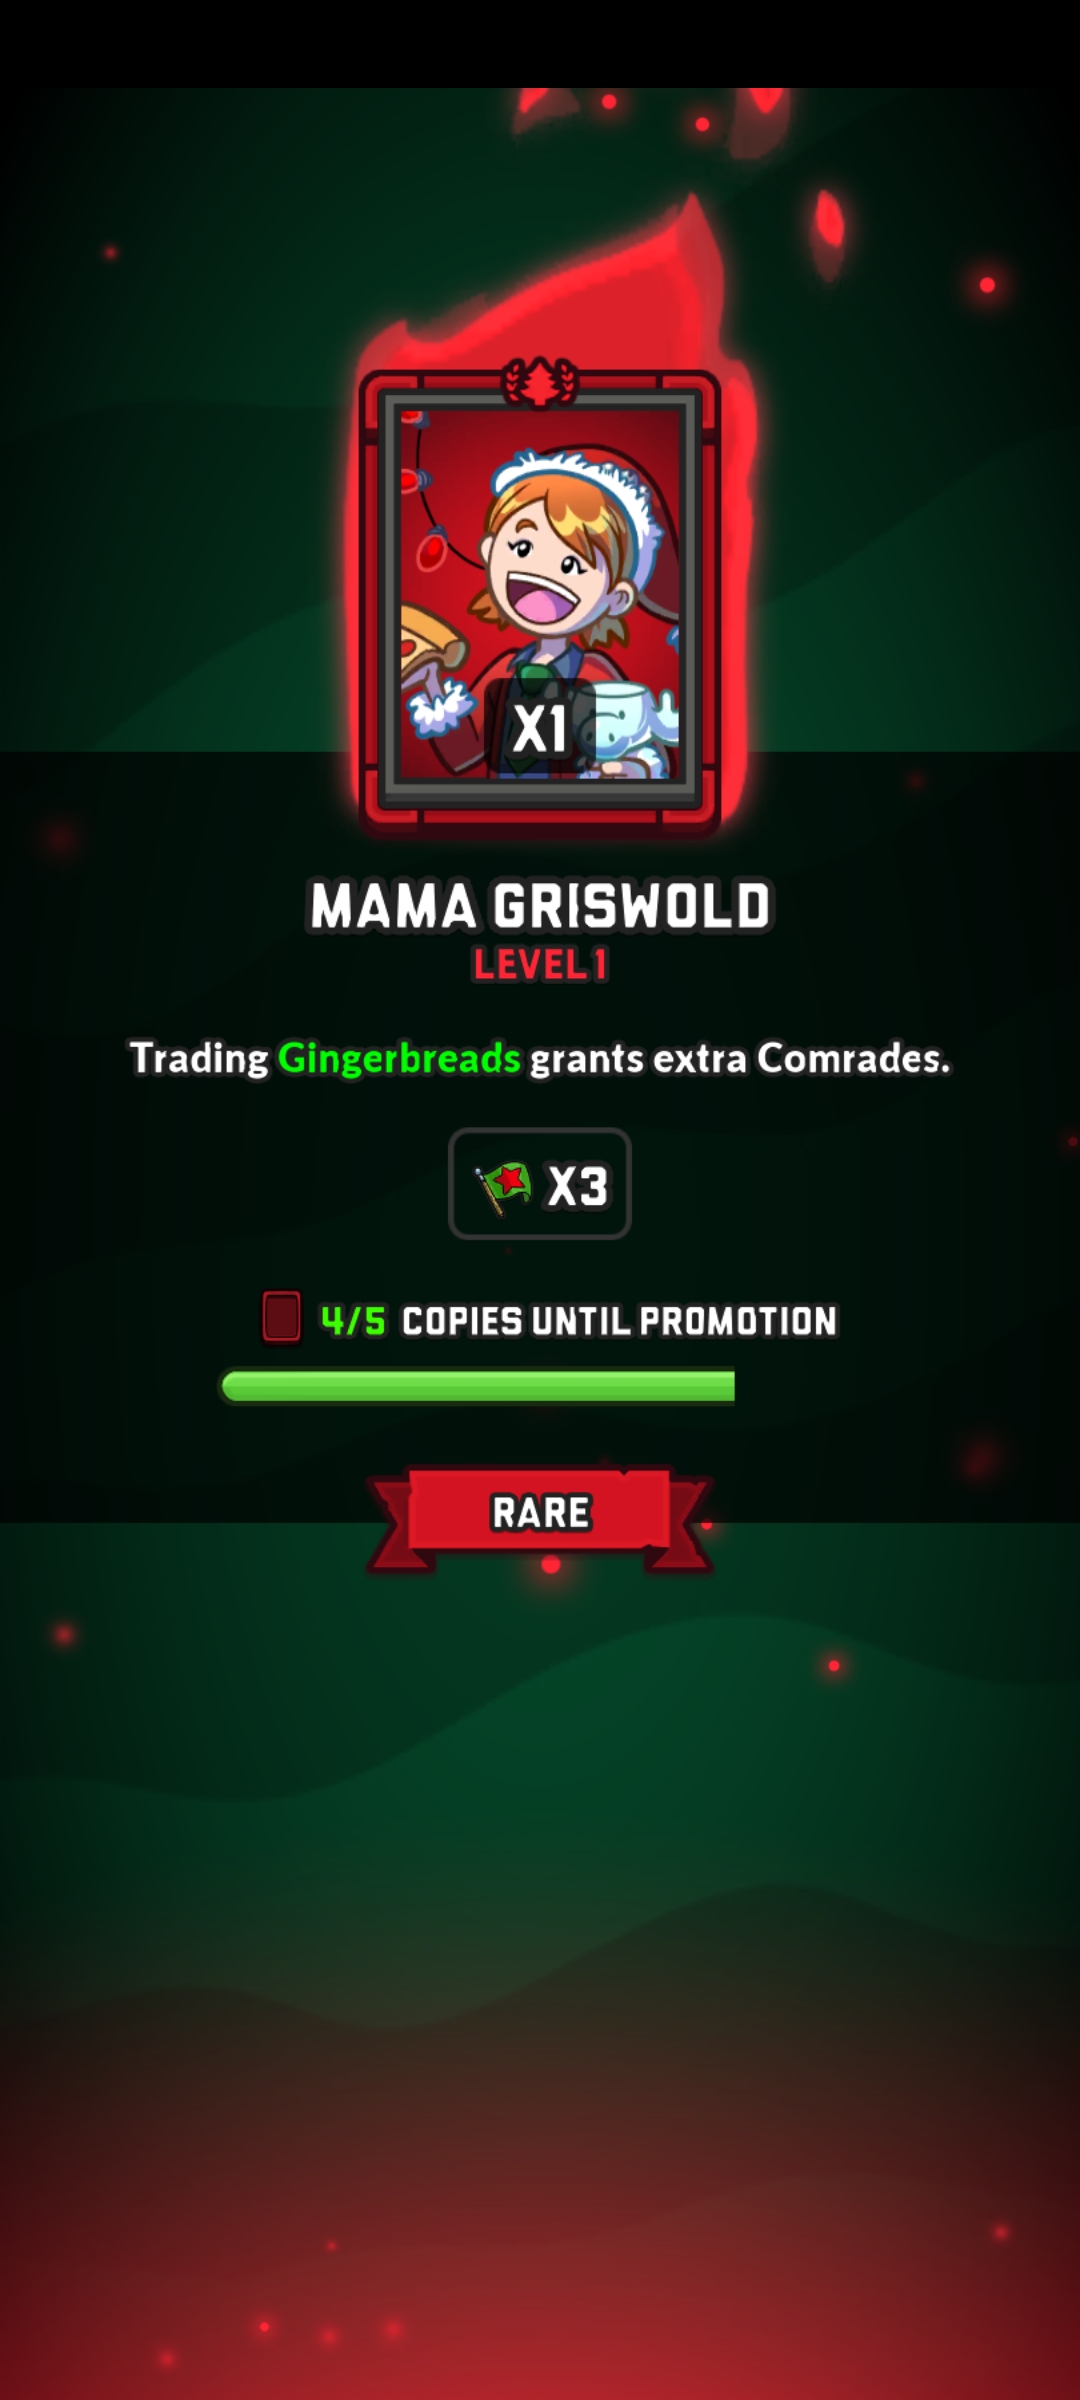 X1
MAMA GRISWOLD
LEVEL 1
Trading Gingerbreads grants extra Comrades.
X3
4/5 COPIES UNTIL PROMOTION
RARE